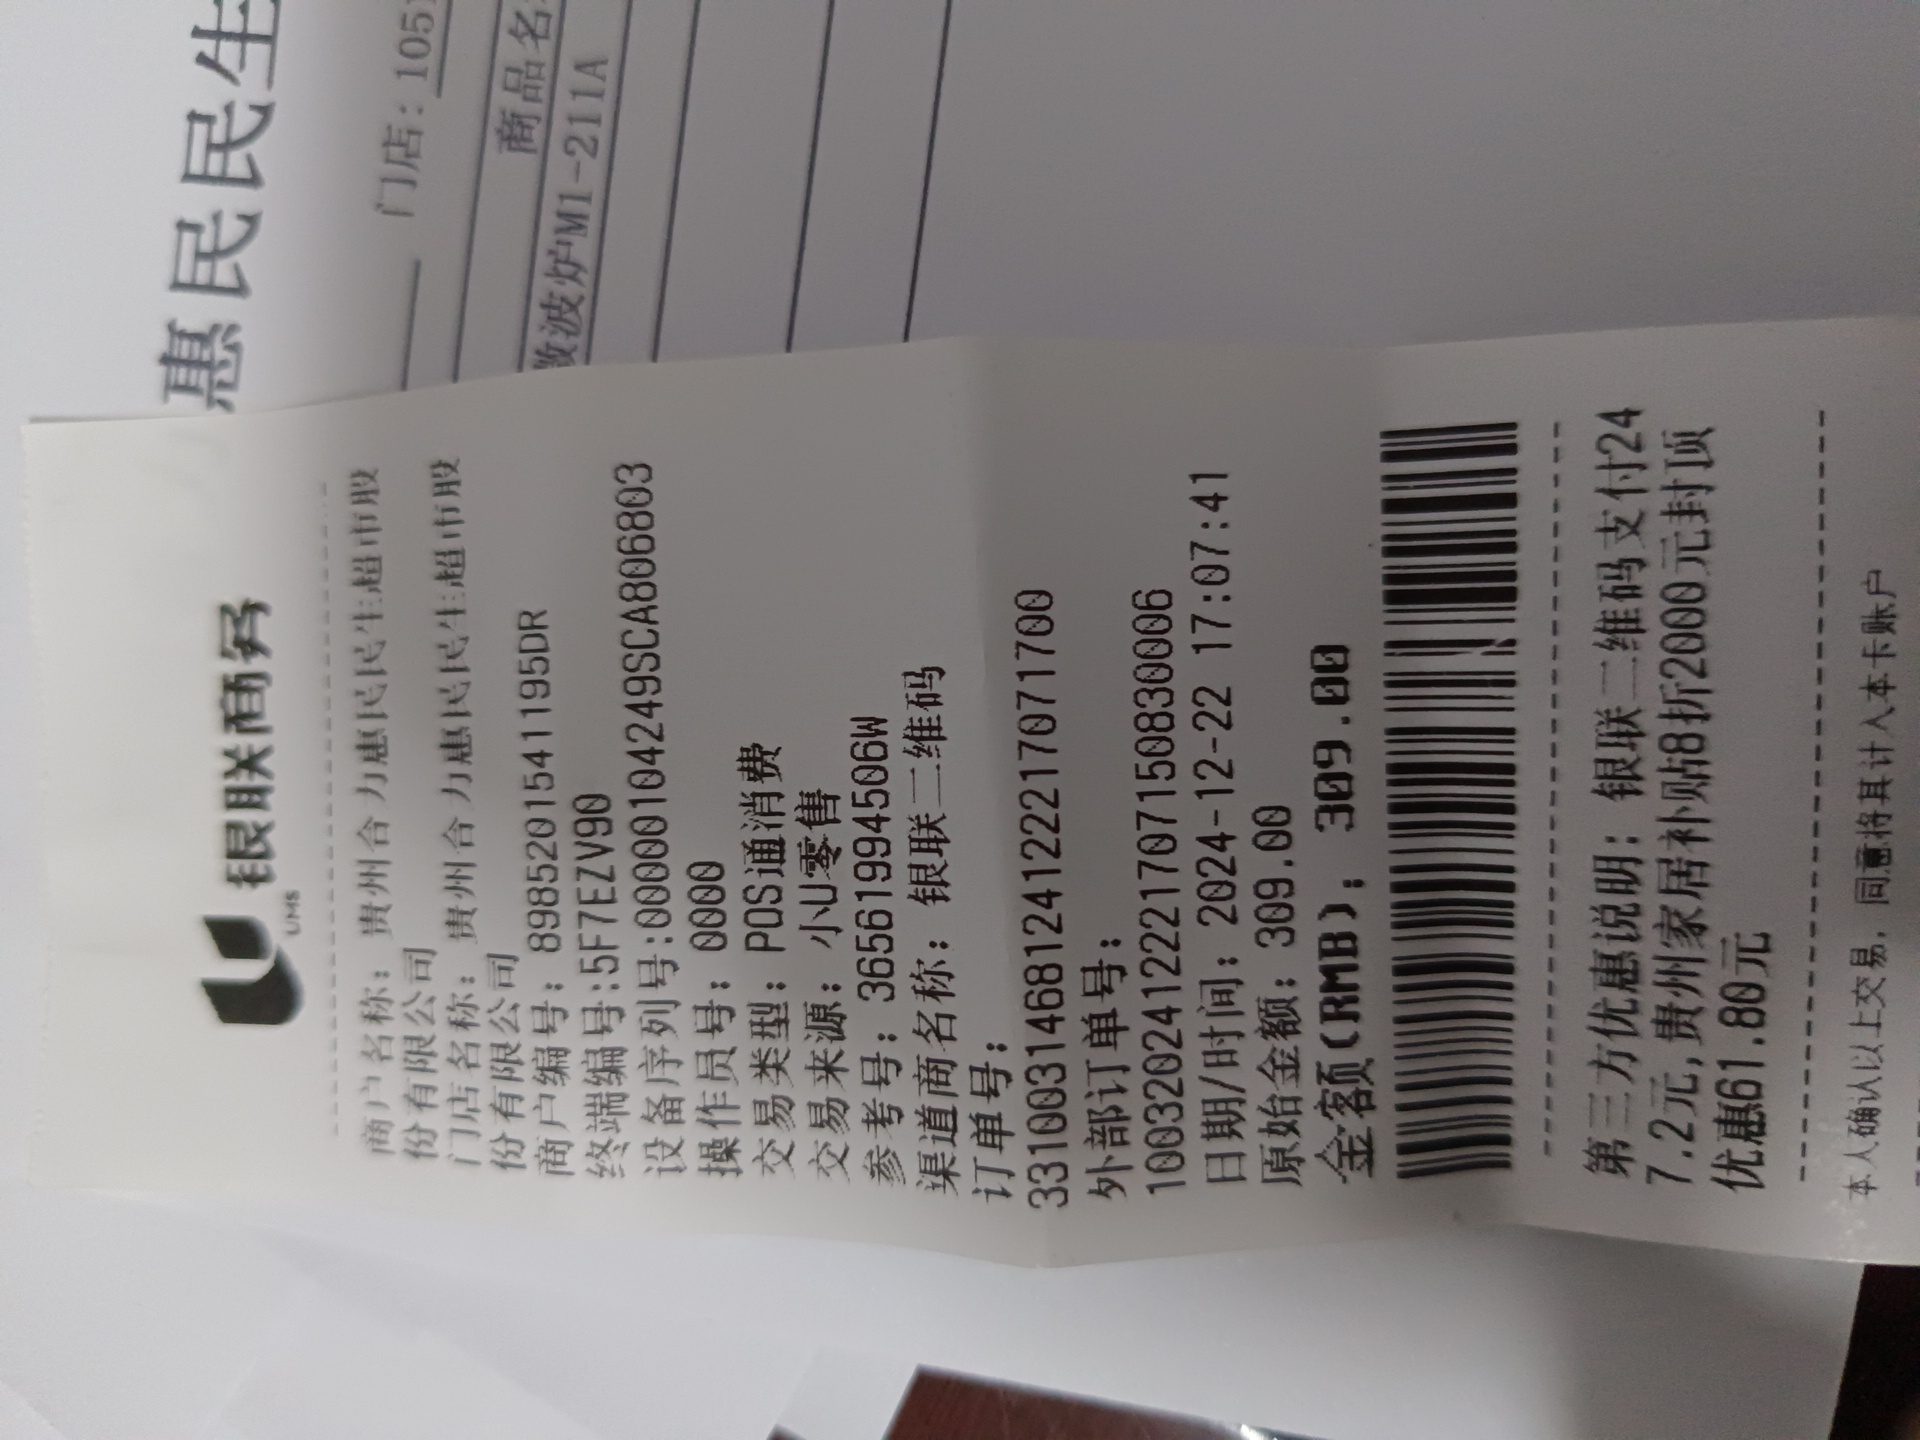 惠民民生
门店：1051
商品名
微波炉M1-211A
银联商务
UMS
商户名称：贵州合力惠民民生超市股
份有限公司
门店名称：贵州合力惠民民生超市股
份有限公司
商户编号：8985201541195DR
终端编号:5F7EZV90
设备序列号:00000104249SCA806803
操作员号：0000
交易类型：POS通消费
交易来源：小U零售
参考号：36561994506W
渠道商名称：银联二维码
订单号：
33100314681241222170717​00
外部订单号：
1003202412221707150830006
日期/时间：2024-12-22 17:07:41
原始金额：309.00
金额(RMB)：309.00
第三方优惠说明：银联二维码支付24
7.2元,贵州家居补贴8折2000元封顶
优惠61.80元
本人确认以上交易，同意将其计入本卡账户